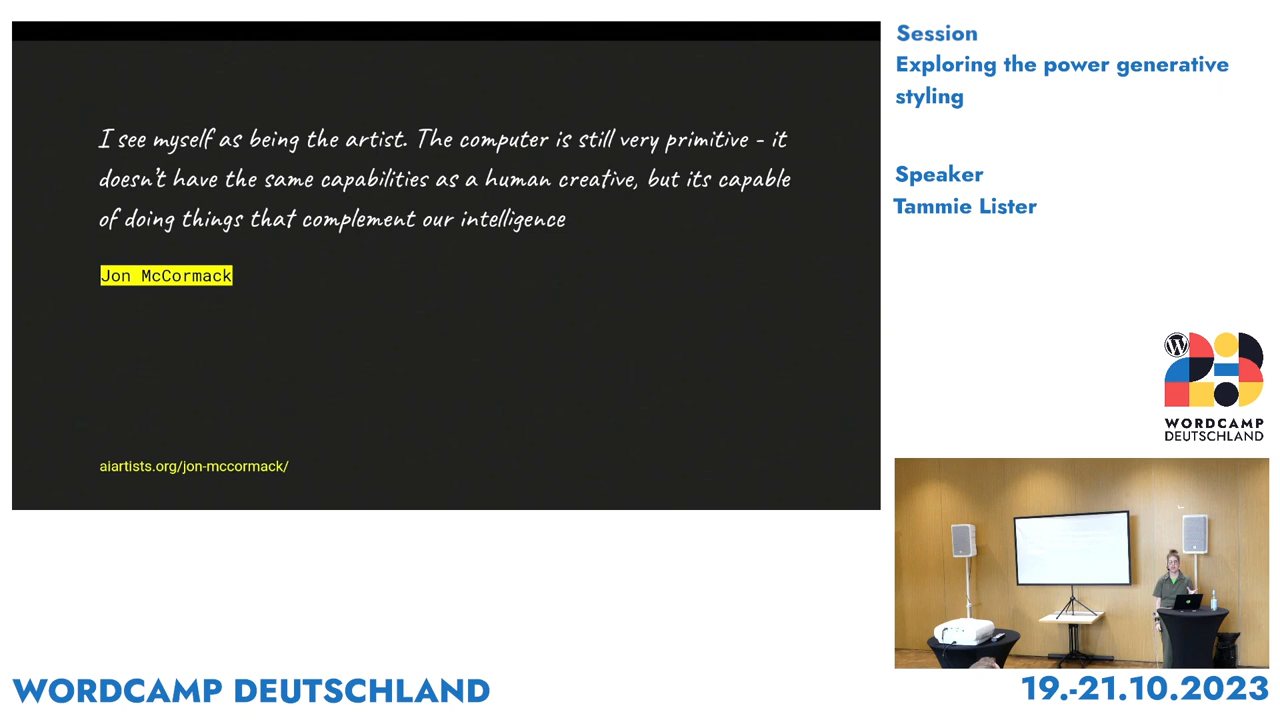 I see myself as being the artist. The computer is still very primitive - it
doesn't have the same capabilities as a human creative, but its capable
of doing things that complement our intelligence
Jon McCormack
aiartists.org/jon-mccormack/
Session
Exploring the power generative
styling
Speaker
Tammie Lister
WORDCAMP
DEUTSCHLAND
WORDCAMP DEUTSCHLAND
19.-21.10.2023